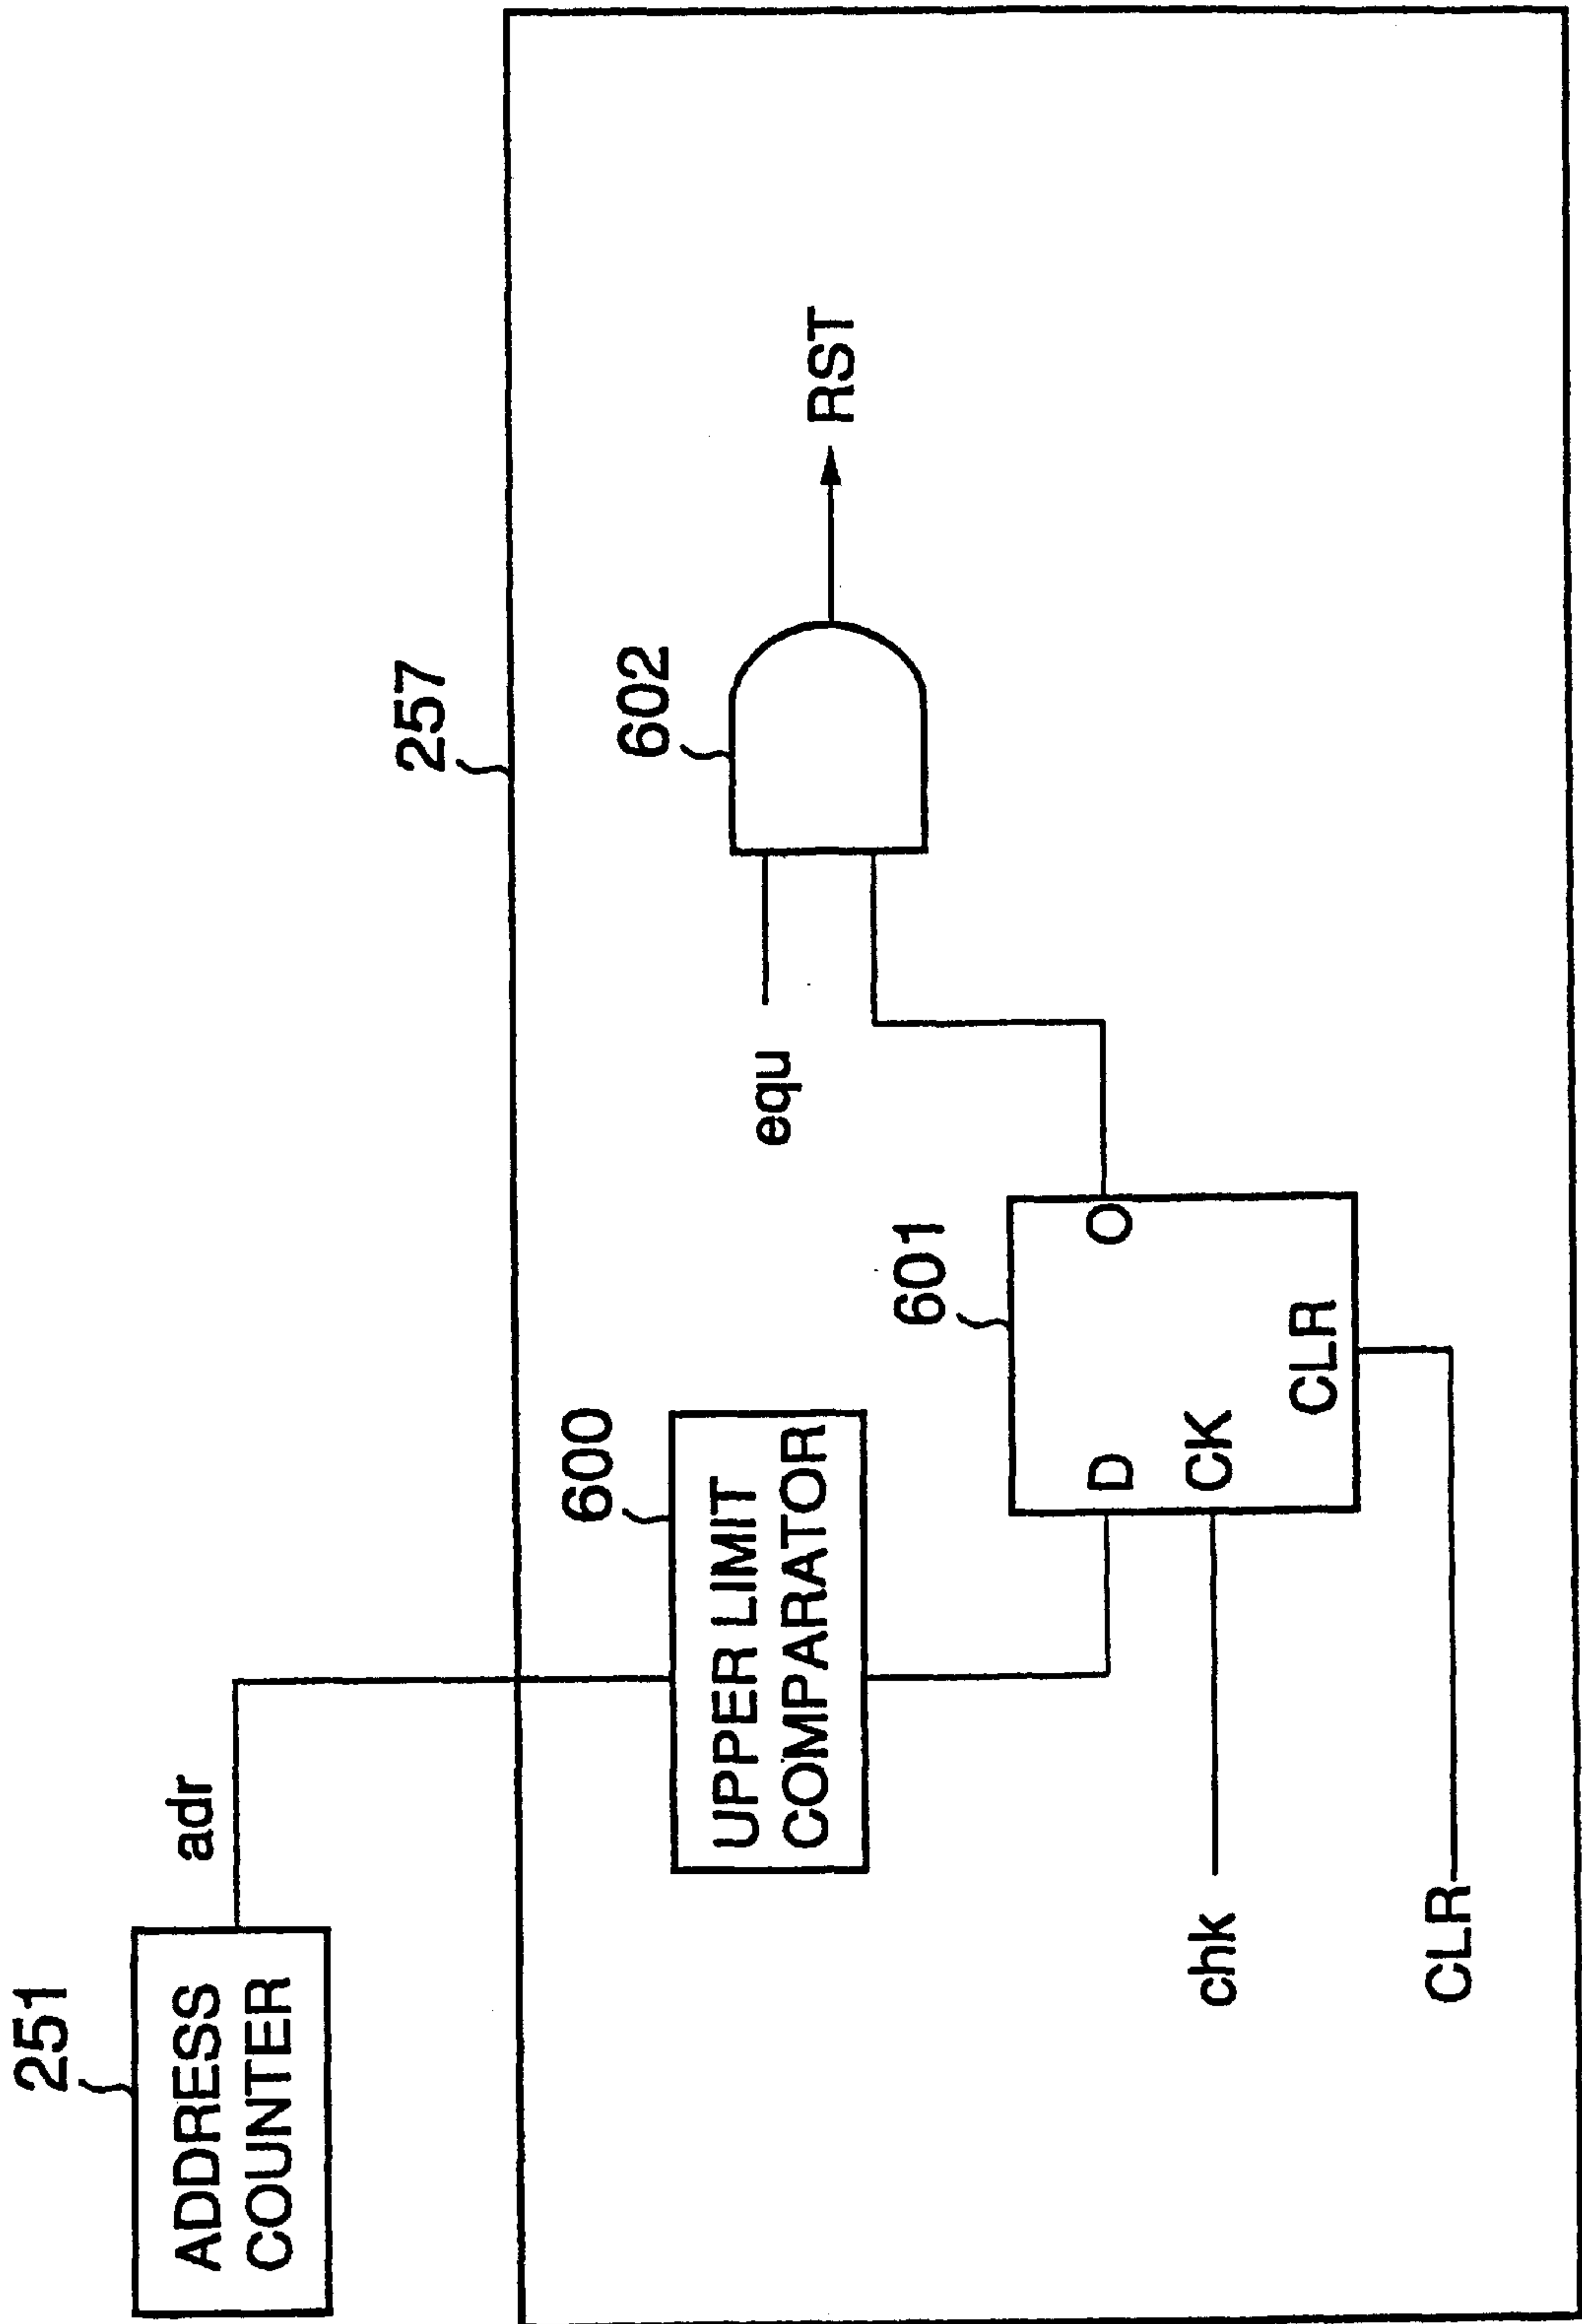 251
ADDRESS
COUNTER
adr
257
600
UPPER LIMIT
COMPARATOR
601
D
CK
CLR
O
chk
CLR
equ
602
RST